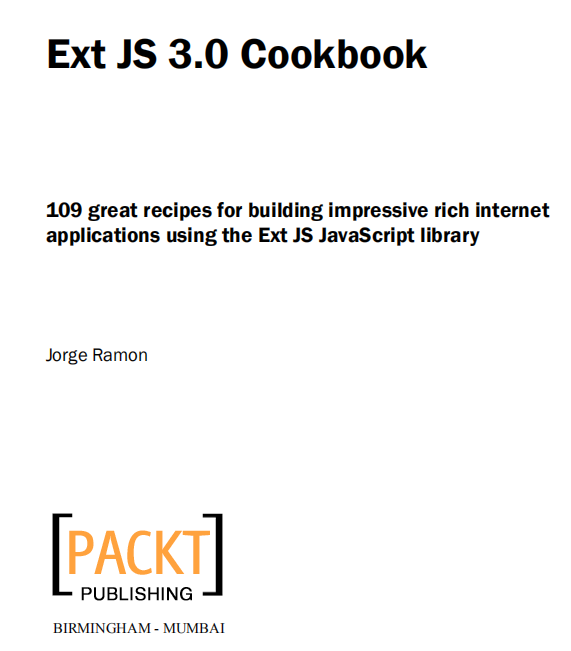 Ext JS 3.0 Cookbook
109 great recipes for building impressive rich internet
applications using the Ext JS JavaScript library
Jorge Ramon
[PACKT]
PUBLISHING
BIRMINGHAM - MUMBAI